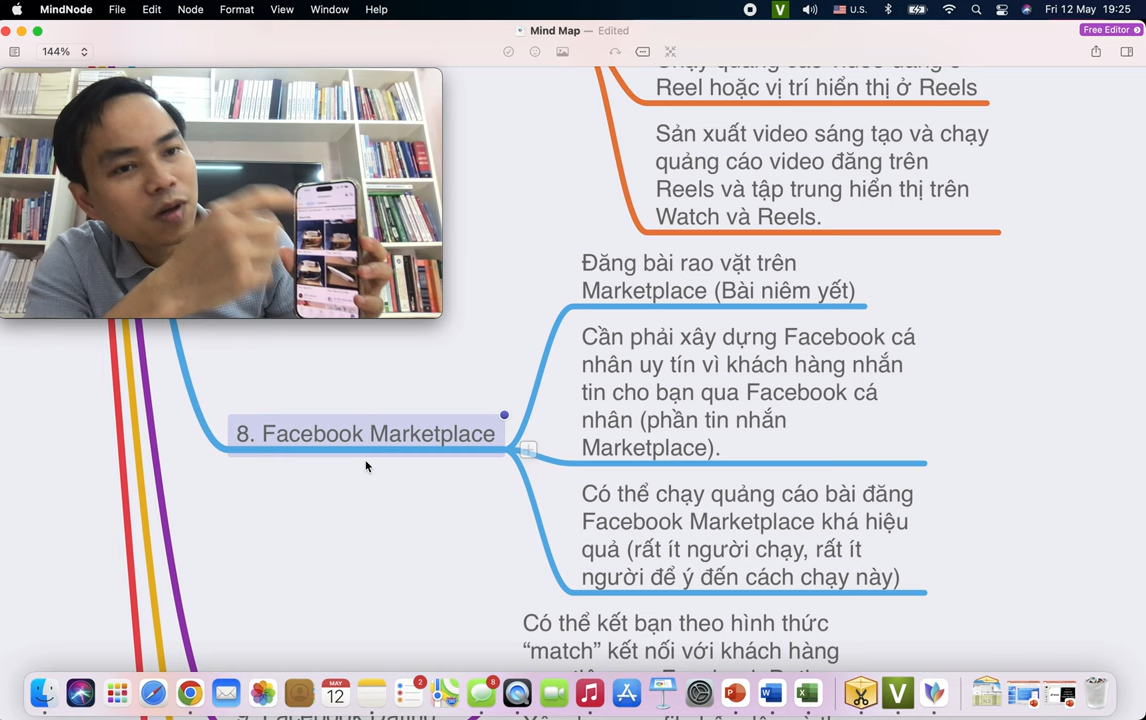 MindNode File Edit Node Format View Window Help
V U.S. Fri 12 May 19:25
Mind Map — Edited
Free Editor
144%
Reel hoặc vị trí hiển thị ở Reels
Sản xuất video sáng tạo và chạy
quảng cáo video đăng trên
Reels và tập trung hiển thị trên
Watch và Reels.
Đăng bài rao vặt trên
Marketplace (Bài niêm yết)
Cần phải xây dựng Facebook cá
nhân uy tín vì khách hàng nhắn
tin cho bạn qua Facebook cá
nhân (phần tin nhắn
Marketplace).
8. Facebook Marketplace
Có thể chạy quảng cáo bài đăng
Facebook Marketplace khá hiệu
quả (rất ít người chạy, rất ít
người để ý đến cách chạy này)
Có thể kết bạn theo hình thức
“match” kết nối với khách hàng
MAY
12
2
8